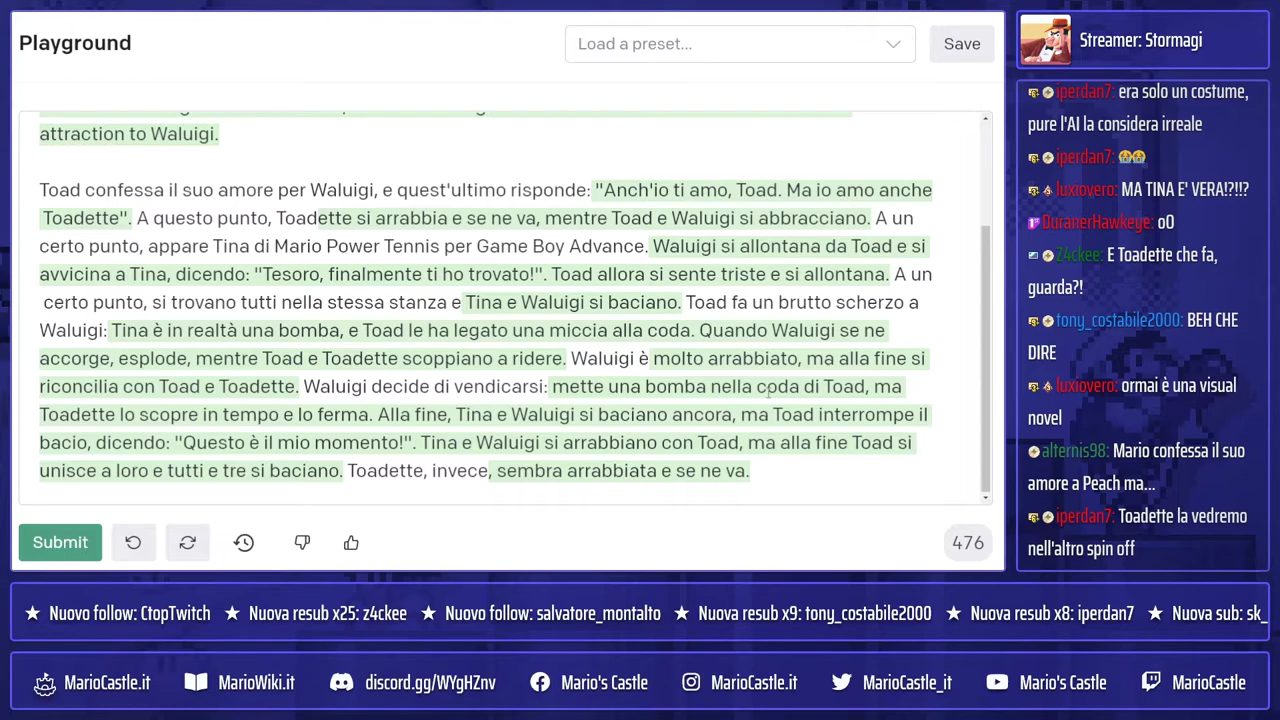 Playground
Load a preset...
Save
attraction to Waluigi.
Toad confessa il suo amore per Waluigi, e quest'ultimo risponde: "Anch'io ti amo, Toad. Ma io amo anche
Toadette". A questo punto, Toadette si arrabbia e se ne va, mentre Toad e Waluigi si abbracciano. A un
certo punto, appare Tina di Mario Power Tennis per Game Boy Advance. Waluigi si allontana da Toad e si
avvicina a Tina, dicendo: "Tesoro, finalmente ti ho trovato!". Toad allora si sente triste e si allontana. A un
certo punto, si trovano tutti nella stessa stanza e Tina e Waluigi si baciano. Toad fa un brutto scherzo a
Waluigi: Tina è in realtà una bomba, e Toad le ha legato una miccia alla coda. Quando Waluigi se ne
accorge, esplode, mentre Toad e Toadette scoppiano a ridere. Waluigi è molto arrabbiato, ma alla fine si
riconcilia con Toad e Toadette. Waluigi decide di vendicarsi: mette una bomba nella coda di Toad, ma
Toadette lo scopre in tempo e lo ferma. Alla fine, Tina e Waluigi si baciano ancora, ma Toad interrompe il
bacio, dicendo: "Questo è il mio momento!". Tina e Waluigi si arrabbiano con Toad, ma alla fine Toad si
unisce a loro e tutti e tre si baciano. Toadette, invece, sembra arrabbiata e se ne va.
Submit
476
Streamer: Stormagi
iperdan7: era solo un costume,
pure l'AI la considera irreale
iperdan7: 😭😭
luxiovero: MA TINA E' VERA!?!!?
DuranerHawkeye: oO
Z4ckee: E Toadette che fa,
guarda?!
tony_costabile2000: BEH CHE
DIRE
luxiovero: ormai è una visual
novel
alternis98: Mario confessa il suo
amore a Peach ma...
iperdan7: Toadette la vedremo
nell'altro spin off
★ Nuovo follow: CtopTwitch ★ Nuova resub x25: z4ckee ★ Nuovo follow: salvatore_montalto ★ Nuova resub x9: tony_costabile2000 ★ Nuova resub x8: iperdan7 ★ Nuova sub: sk_
MarioCastle.it MarioWiki.it discord.gg/WYgHZnv Mario's Castle MarioCastle.it MarioCastle_it Mario's Castle MarioCastle